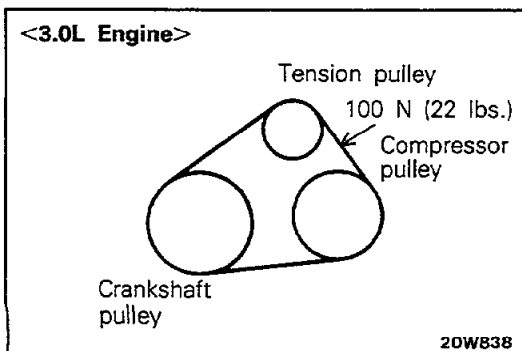 <3.0L Engine>
Tension pulley
100 N (22 lbs.)
Compressor
pulley
Crankshaft
pulley
20W838